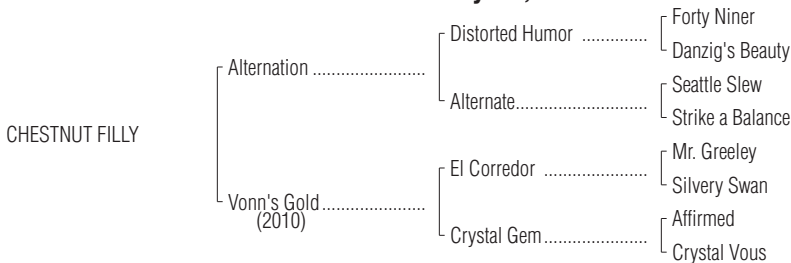 Forty Niner
Distorted Humor ..............
Danzig's Beauty
Alternation ........................
Seattle Slew
Alternate............................
Strike a Balance
CHESTNUT FILLY
Mr. Greeley
El Corredor ................
Silvery Swan
Vonn's Gold......................
(2010)
Affirmed
Crystal Gem......................
Crystal Vous